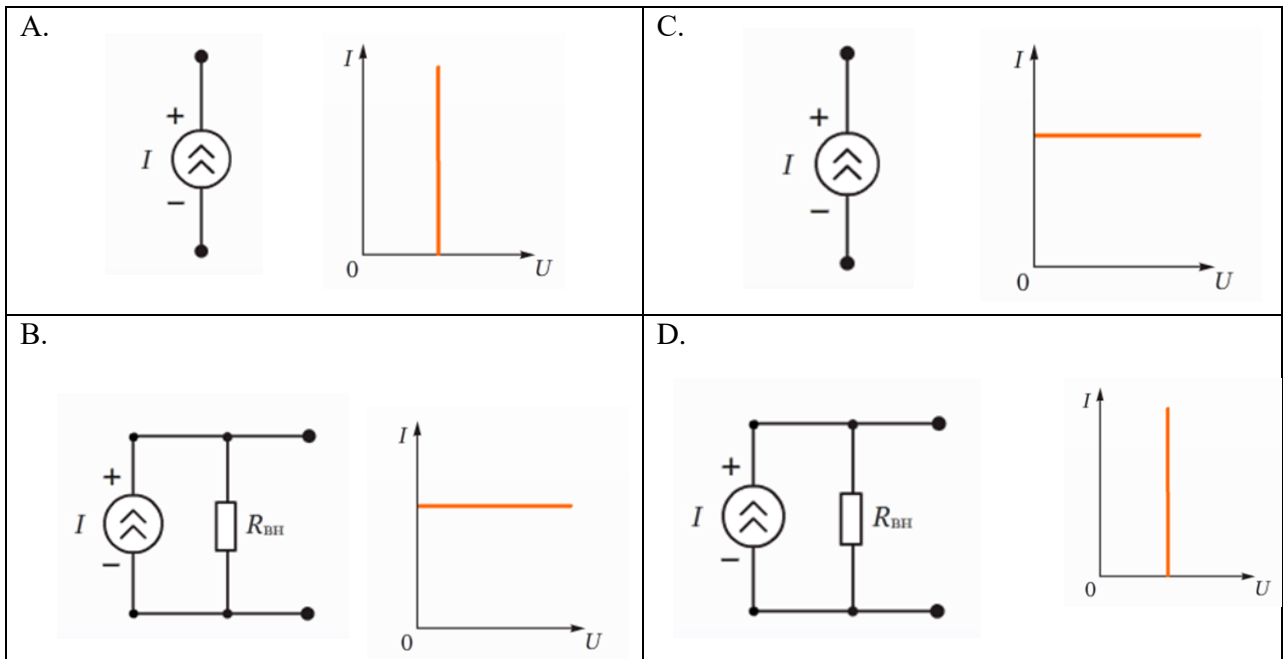 A.
+
I
−
I
0
U
C.
+
I
−
I
0
U
B.
+
I
−
Rвн
I
0
U
D.
+
I
−
Rвн
I
0
U